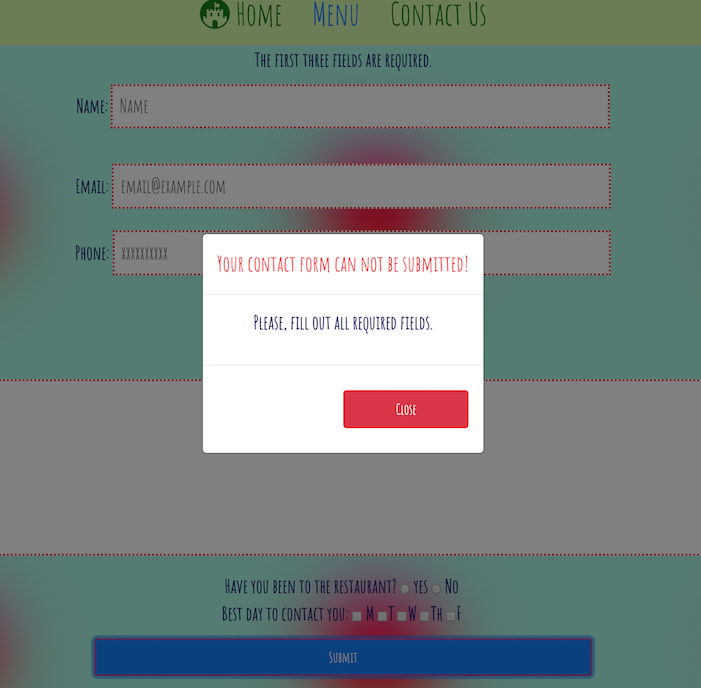 Home Menu Contact Us
The first three fields are required.
Name: Name
Email: email@example.com
Phone: xxxxxxxxxx
Your contact form can not be submitted!
Please, fill out all required fields.
Close
Have you been to the restaurant? yes No
Best day to contact you: M T W Th F
Submit